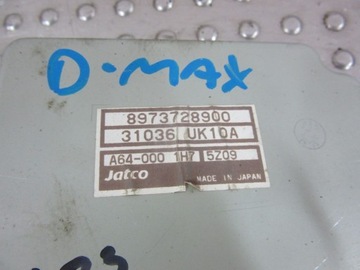 D-MAX
8973728900
31036 UK10A
A64-000 1H7 5Z09
Jatco MADE IN JAPAN